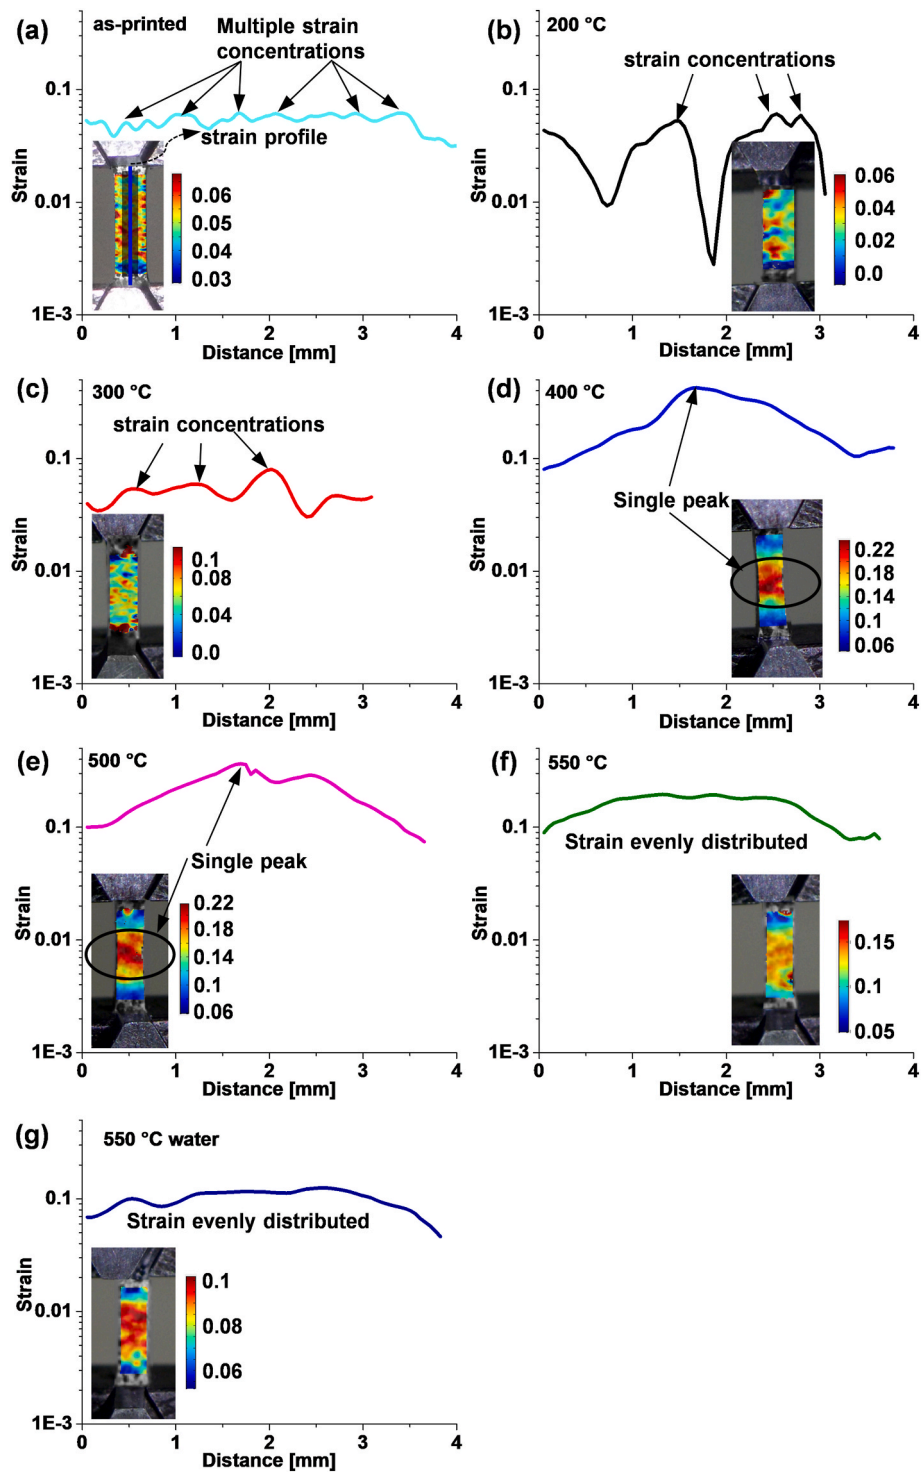 (a) as-printed
Multiple strain
concentrations
strain profile
0.1
0.01
1E-3
Strain
0.06
0.05
0.04
0.03
0 1 2 3 4
Distance [mm]
(b) 200 °C
strain concentrations
0.1
0.01
1E-3
Strain
0.06
0.04
0.02
0.0
0 1 2 3 4
Distance [mm]
(c) 300 °C
strain concentrations
0.1
0.01
1E-3
Strain
0.1
0.08
0.04
0.0
0 1 2 3 4
Distance [mm]
(d) 400 °C
Single peak
0.1
0.01
1E-3
Strain
0.22
0.18
0.14
0.1
0.06
0 1 2 3 4
Distance [mm]
(e) 500 °C
Single peak
0.1
0.01
1E-3
Strain
0.22
0.18
0.14
0.1
0.06
0 1 2 3 4
Distance [mm]
(f) 550 °C
Strain evenly distributed
0.1
0.01
1E-3
Strain
0.15
0.1
0.05
0 1 2 3 4
Distance [mm]
(g) 550 °C water
Strain evenly distributed
0.1
0.01
1E-3
Strain
0.1
0.08
0.06
0 1 2 3 4
Distance [mm]